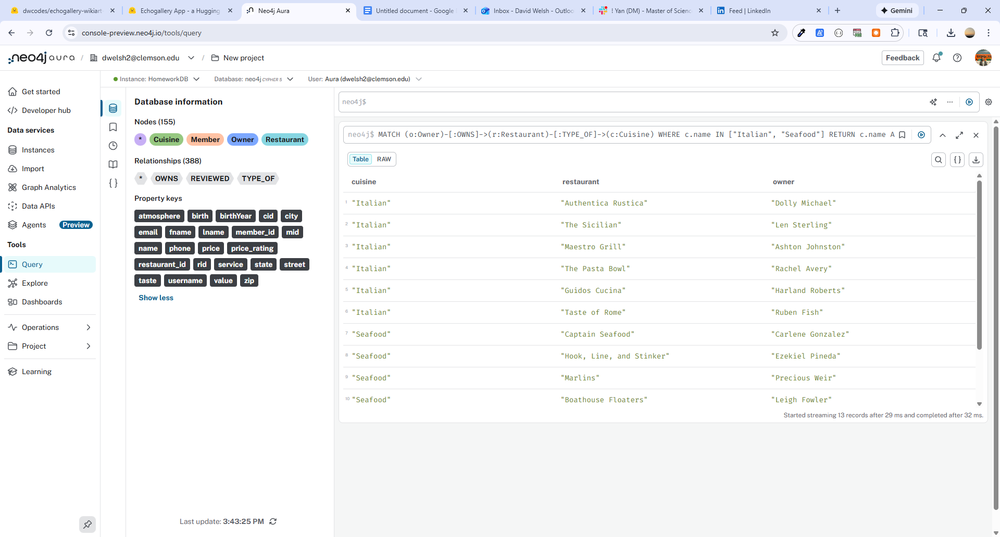 dwcodes/echogallery-wikiart
Echogallery App - a Hugging
Neo4j Aura
Untitled document - Google
Inbox - David Welsh - Outloo
! Yan (DM) - Master of Scienc
Feed | LinkedIn
Gemini
console-preview.neo4j.io/tools/query
neo4j aura / dwelsh2@clemson.edu / New project
Feedback
Instance: HomeworkDB
Database: neo4j CYPHER 5
User: Aura (dwelsh2@clemson.edu)
Get started
Developer hub
Data services
Instances
Import
Graph Analytics
Data APIs
Agents Preview
Tools
Query
Explore
Dashboards
Operations
Project
Learning
Database information
Nodes (155)
* Cuisine Member Owner Restaurant
Relationships (388)
* OWNS REVIEWED TYPE_OF
Property keys
atmosphere birth birthYear cid city
email fname lname member_id mid
name phone price price_rating
restaurant_id rid service state street
taste username value zip
Show less
Last update: 3:43:25 PM
neo4j$
neo4j$ MATCH (o:Owner)-[:OWNS]->(r:Restaurant)-[:TYPE_OF]->(c:Cuisine) WHERE c.name IN ["Italian", "Seafood"] RETURN c.name A
Table RAW
{ }
cuisine restaurant owner
1 "Italian" "Authentica Rustica" "Dolly Michael"
2 "Italian" "The Sicilian" "Len Sterling"
3 "Italian" "Maestro Grill" "Ashton Johnston"
4 "Italian" "The Pasta Bowl" "Rachel Avery"
5 "Italian" "Guidos Cucina" "Harland Roberts"
6 "Italian" "Taste of Rome" "Ruben Fish"
7 "Seafood" "Captain Seafood" "Carlene Gonzalez"
8 "Seafood" "Hook, Line, and Stinker" "Ezekiel Pineda"
9 "Seafood" "Marlins" "Precious Weir"
10 "Seafood" "Boathouse Floaters" "Leigh Fowler"
Started streaming 13 records after 29 ms and completed after 32 ms.